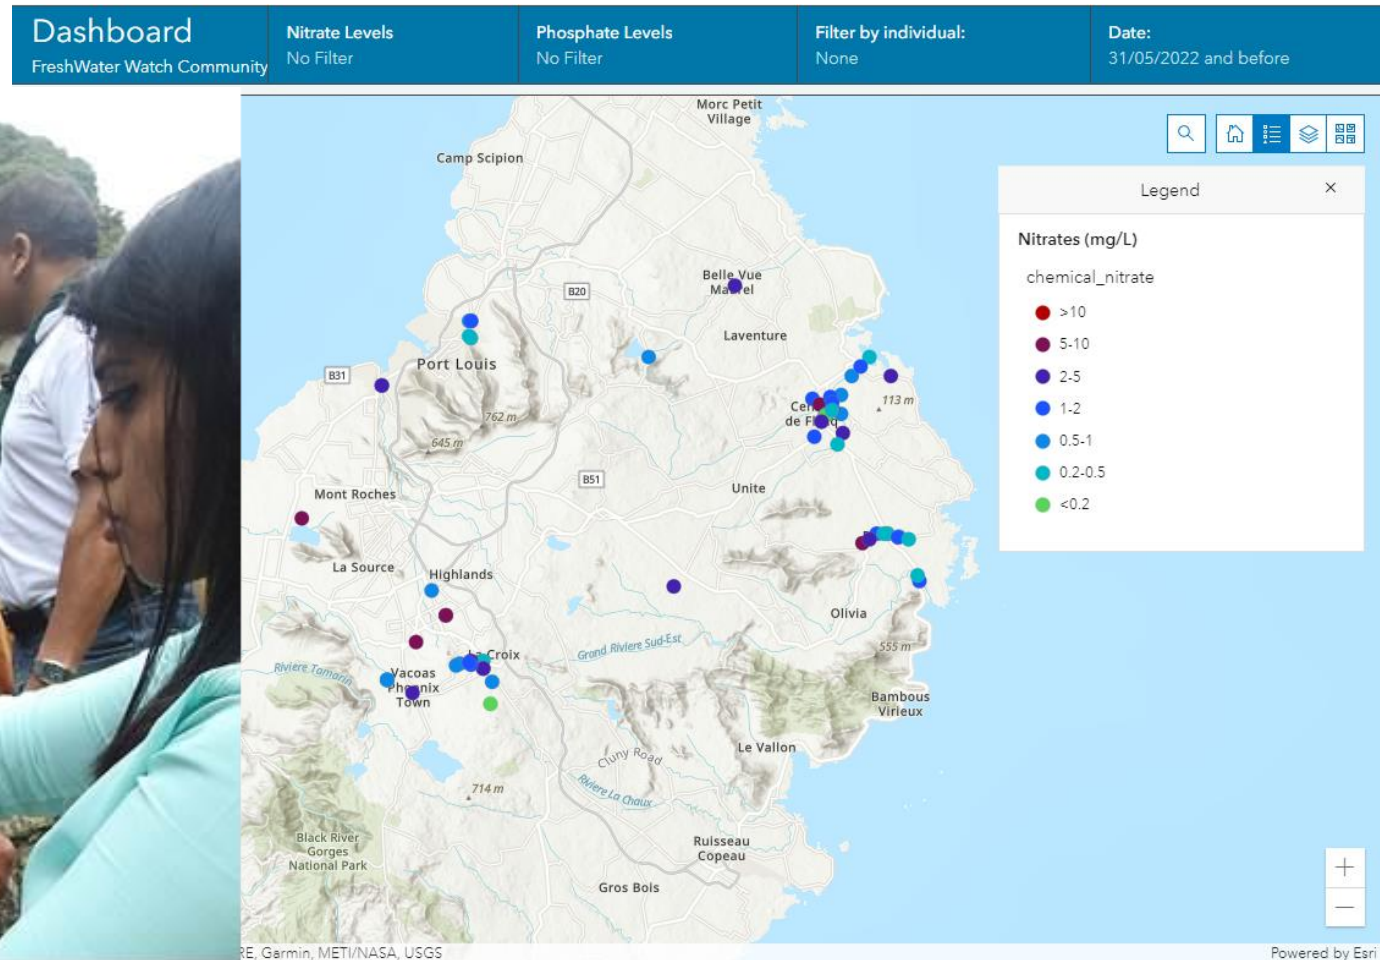 Dashboard
FreshWater Watch Community
Nitrate Levels
No Filter
Phosphate Levels
No Filter
Filter by individual:
None
Date:
31/05/2022 and before
Morc Petit
Village
Camp Scipion
Belle Vue
B20
Laventure
Port Louis
B31
113 m
762 m
645 m
B51
Unite
Mont Roches
La Source
Highlands
Olivia
Grand Riviere Sud-Est
555 m
La Croix
Riviere Tamarin
Vacoas
Phoenix
Town
Bambous
Virieux
Le Vallon
Cluny Road
Riviere La Chaux
714 m
Black River
Gorges
National Park
Ruisseau
Copeau
Gros Bois
Legend
Nitrates (mg/L)
chemical_nitrate
>10
5-10
2-5
1-2
0.5-1
0.2-0.5
<0.2
RE, Garmin, METI/NASA, USGS
Powered by Esri